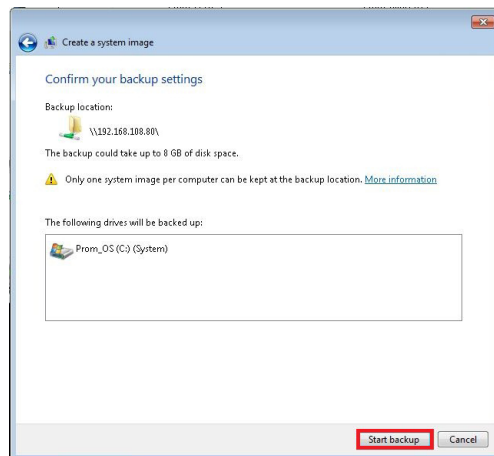 Create a system image
Confirm your backup settings
Backup location:
\\192.168.108.80\
The backup could take up to 8 GB of disk space.
Only one system image per computer can be kept at the backup location. More information
The following drives will be backed up:
Prom_OS (C:) (System)
Start backup
Cancel